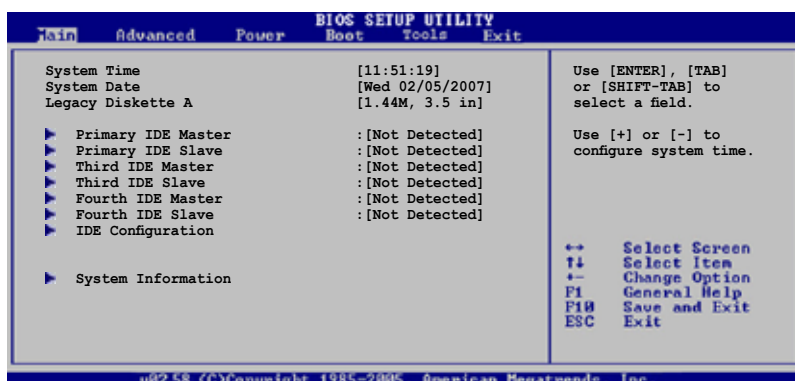 BIOS SETUP UTILITY
Main Advanced Power Boot Tools Exit
System Time [11:51:19]
System Date [Wed 02/05/2007]
Legacy Diskette A [1.44M, 3.5 in]
Primary IDE Master :[Not Detected]
Primary IDE Slave :[Not Detected]
Third IDE Master :[Not Detected]
Third IDE Slave :[Not Detected]
Fourth IDE Master :[Not Detected]
Fourth IDE Slave :[Not Detected]
IDE Configuration
System Information
Use [ENTER], [TAB]
or [SHIFT-TAB] to
select a field.
Use [+] or [-] to
configure system time.
↔ Select Screen
↑↓ Select Item
+- Change Option
F1 General Help
F10 Save and Exit
ESC Exit
v02.58 (C)Copyright 1985-2005, American Megatrends, Inc.